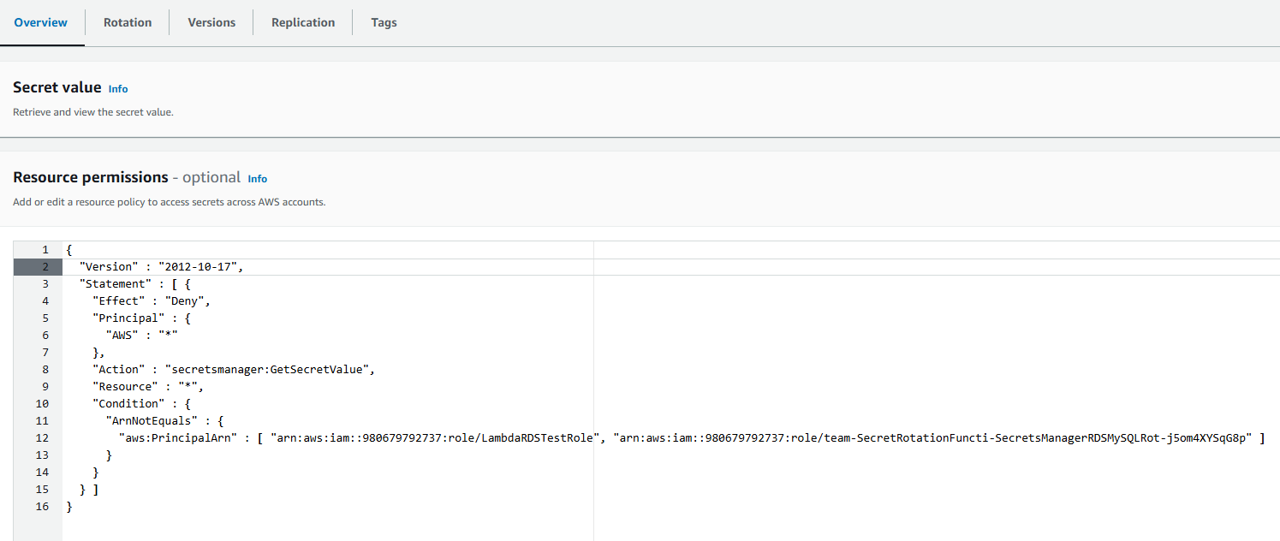 Overview Rotation Versions Replication Tags
Secret value Info
Retrieve and view the secret value.
Resource permissions - optional Info
Add or edit a resource policy to access secrets across AWS accounts.
1 {
2 "Version" : "2012-10-17",
3 "Statement" : [ {
4 "Effect" : "Deny",
5 "Principal" : {
6 "AWS" : "*"
7 },
8 "Action" : "secretsmanager:GetSecretValue",
9 "Resource" : "*",
10 "Condition" : {
11 "ArnNotEquals" : {
12 "aws:PrincipalArn" : [ "arn:aws:iam::980679792737:role/LambdaRDSTestRole", "arn:aws:iam::980679792737:role/team-SecretRotationFuncti-SecretsManagerRDSMySQLRot-j5om4XYSqG8p" ]
13 }
14 }
15 } ]
16 }